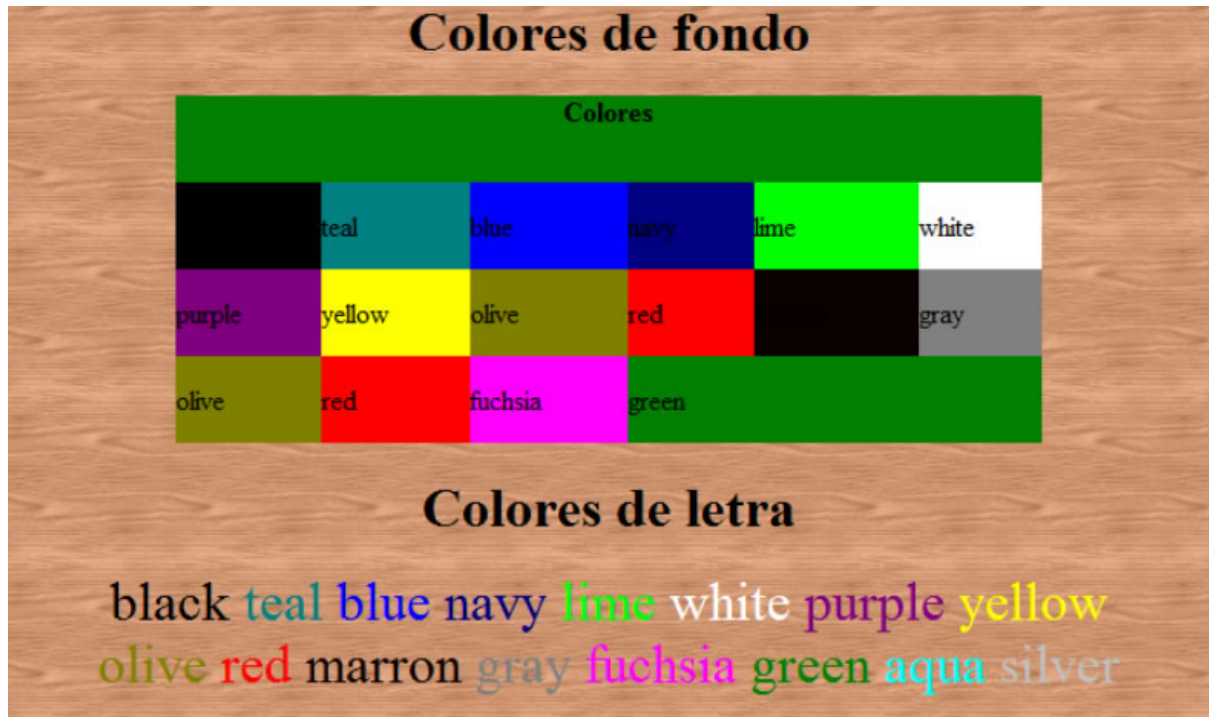 Colores de fondo
Colores
teal blue navy lime white
purple yellow olive red gray
olive red fuchsia green
Colores de letra
black teal blue navy lime white purple yellow
olive red marron gray fuchsia green aqua silver